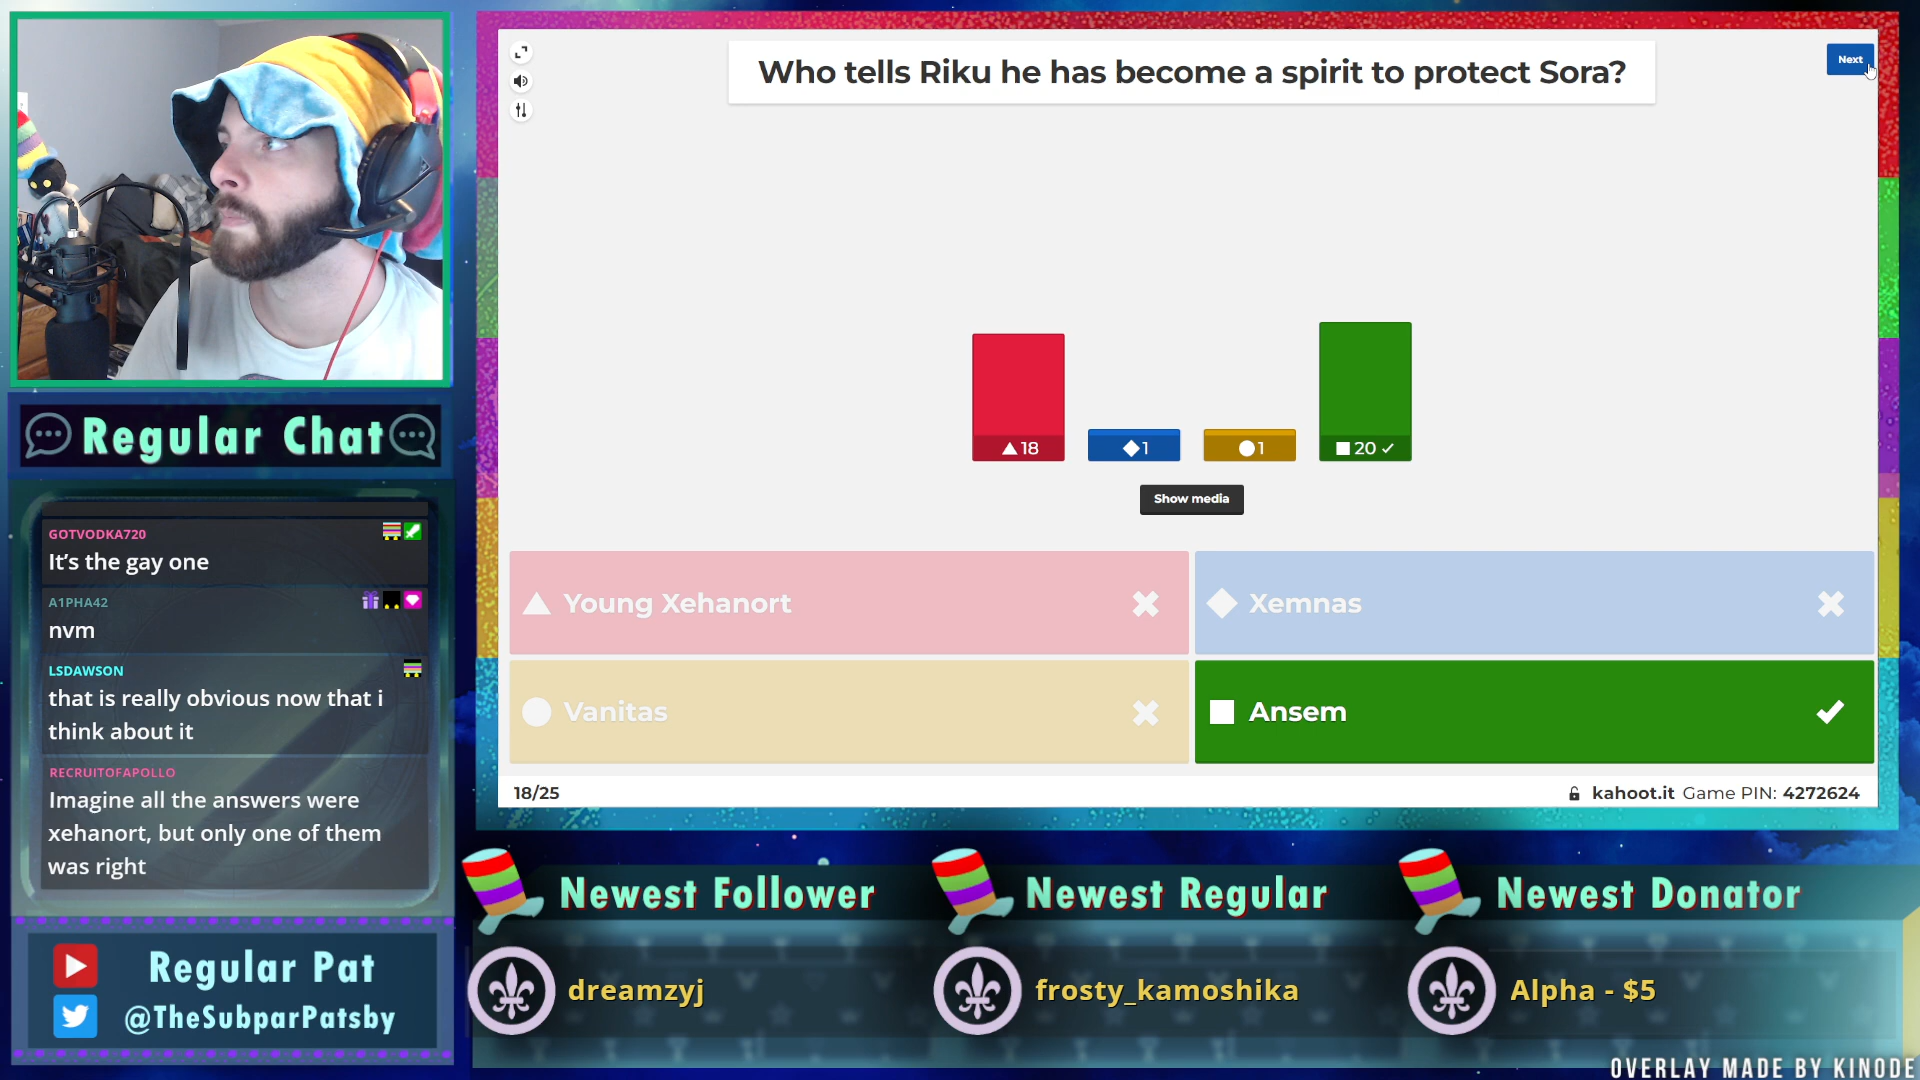 Who tells Riku he has become a spirit to protect Sora?
Next
18
1
1
20
Show media
Young Xehanort
Xemnas
Vanitas
Ansem
18/25
kahoot.it Game PIN: 4272624
Regular Chat
GOTVODKA720
It’s the gay one
A1PHA42
nvm
LSDAWSON
that is really obvious now that i
think about it
RECRUITOFAPOLLO
Imagine all the answers were
xehanort, but only one of them
was right
Regular Pat
@TheSubparPatsby
Newest Follower
dreamzyj
Newest Regular
frosty_kamoshika
Newest Donator
Alpha - $5
OVERLAY MADE BY KINODE